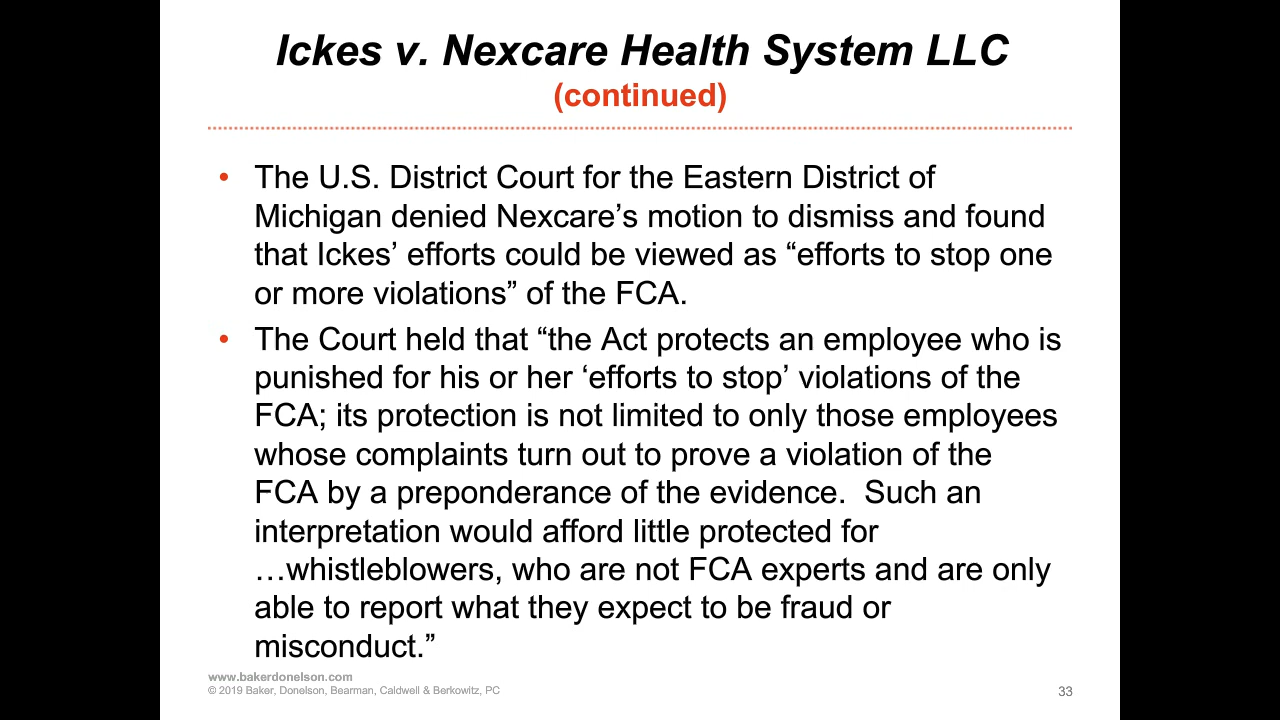 Ickes v. Nexcare Health System LLC
(continued)
• The U.S. District Court for the Eastern District of
Michigan denied Nexcare’s motion to dismiss and found
that Ickes’ efforts could be viewed as “efforts to stop one
or more violations” of the FCA.
• The Court held that “the Act protects an employee who is
punished for his or her ‘efforts to stop’ violations of the
FCA; its protection is not limited to only those employees
whose complaints turn out to prove a violation of the
FCA by a preponderance of the evidence.  Such an
interpretation would afford little protected for
…whistleblowers, who are not FCA experts and are only
able to report what they expect to be fraud or
misconduct.”
www.bakerdonelson.com
© 2019 Baker, Donelson, Bearman, Caldwell & Berkowitz, PC
33